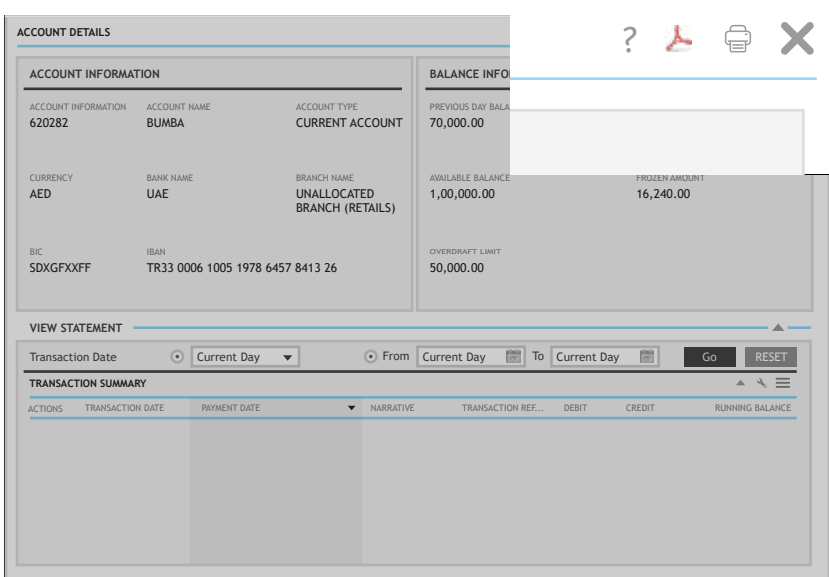 ACCOUNT DETAILS
?
ACCOUNT INFORMATION
ACCOUNT INFORMATION ACCOUNT NAME ACCOUNT TYPE
620282 BUMBA CURRENT ACCOUNT
CURRENCY BANK NAME BRANCH NAME
AED UAE UNALLOCATED
BRANCH (RETAILS)
BIC IBAN
SDXGFXXFF TR33 0006 1005 1978 6457 8413 26
BALANCE INFO
PREVIOUS DAY BALA
70,000.00
AVAILABLE BALANCE FROZEN AMOUNT
1,00,000.00 16,240.00
OVERDRAFT LIMIT
50,000.00
VIEW STATEMENT
Transaction Date Current Day From Current Day To Current Day Go RESET
TRANSACTION SUMMARY
ACTIONS TRANSACTION DATE PAYMENT DATE NARRATIVE TRANSACTION REF... DEBIT CREDIT RUNNING BALANCE